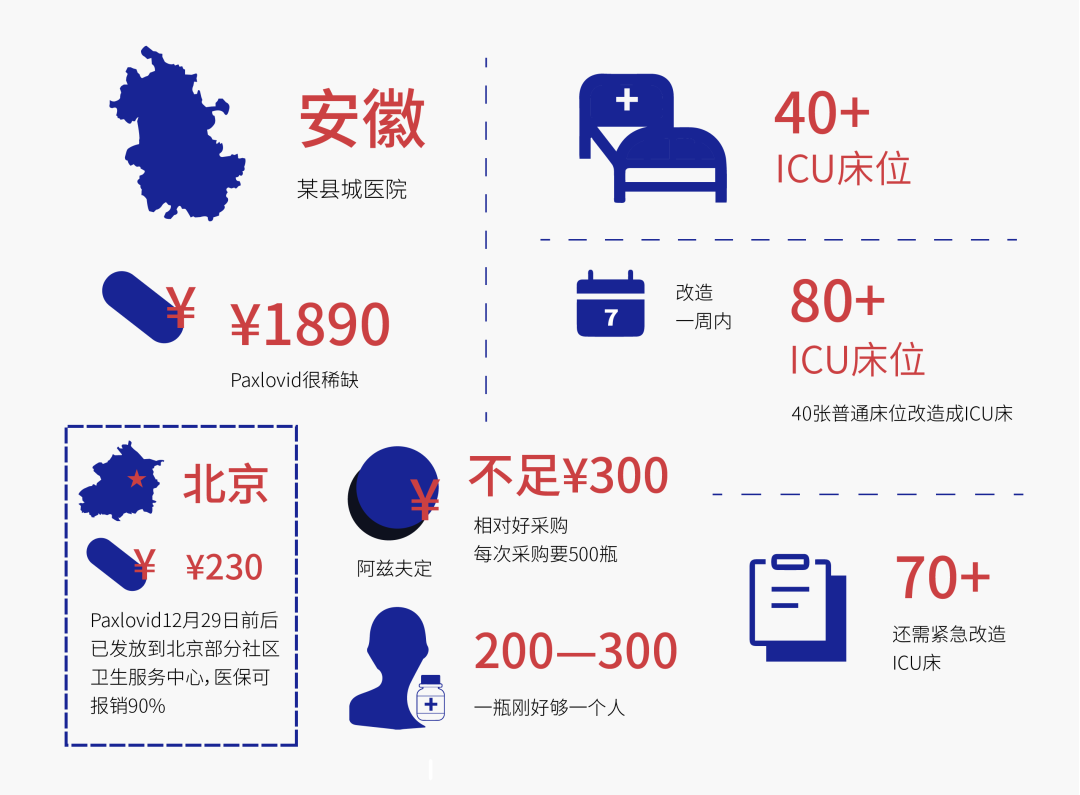 安徽
某县城医院
¥
¥1890
Paxlovid很稀缺
40+
ICU床位
7
改造
一周内
80+
ICU床位
40张普通床位改造成ICU床
北京
¥
¥230
Paxlovid12月29日前后
已发放到北京部分社区
卫生服务中心，医保可
报销90%
¥
阿兹夫定
不足¥300
相对好采购
每次采购要500瓶
200—300
一瓶刚好够一个人
70+
还需紧急改造
ICU床